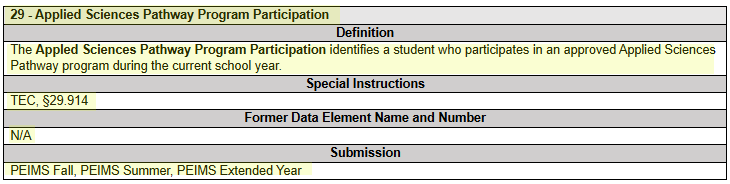 29 - Applied Sciences Pathway Program Participation
Definition
The Appled Sciences Pathway Program Participation identifies a student who participates in an approved Applied Sciences
Pathway program during the current school year.
Special Instructions
TEC, §29.914
Former Data Element Name and Number
N/A
Submission
PEIMS Fall, PEIMS Summer, PEIMS Extended Year